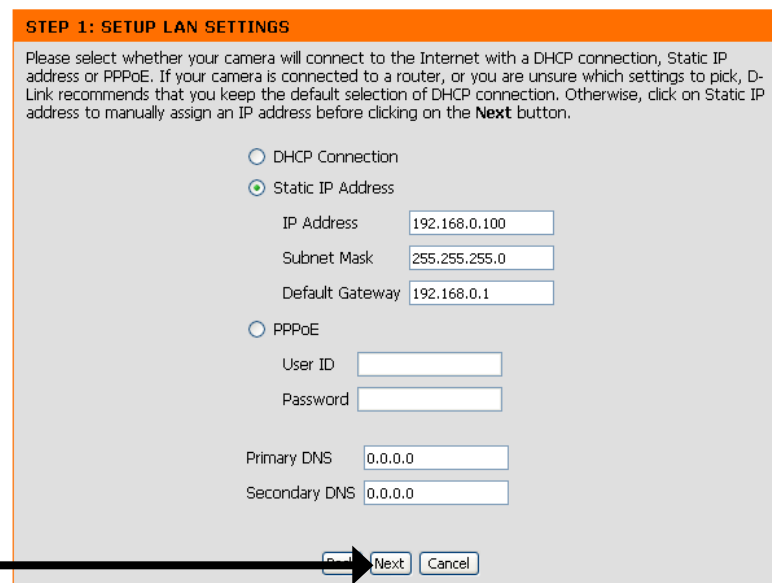 STEP 1: SETUP LAN SETTINGS
Please select whether your camera will connect to the Internet with a DHCP connection, Static IP
address or PPPoE. If your camera is connected to a router, or you are unsure which settings to pick, D-
Link recommends that you keep the default selection of DHCP connection. Otherwise, click on Static IP
address to manually assign an IP address before clicking on the Next button.
DHCP Connection
Static IP Address
IP Address 192.168.0.100
Subnet Mask 255.255.255.0
Default Gateway 192.168.0.1
PPPoE
User ID
Password
Primary DNS 0.0.0.0
Secondary DNS 0.0.0.0
Next Cancel